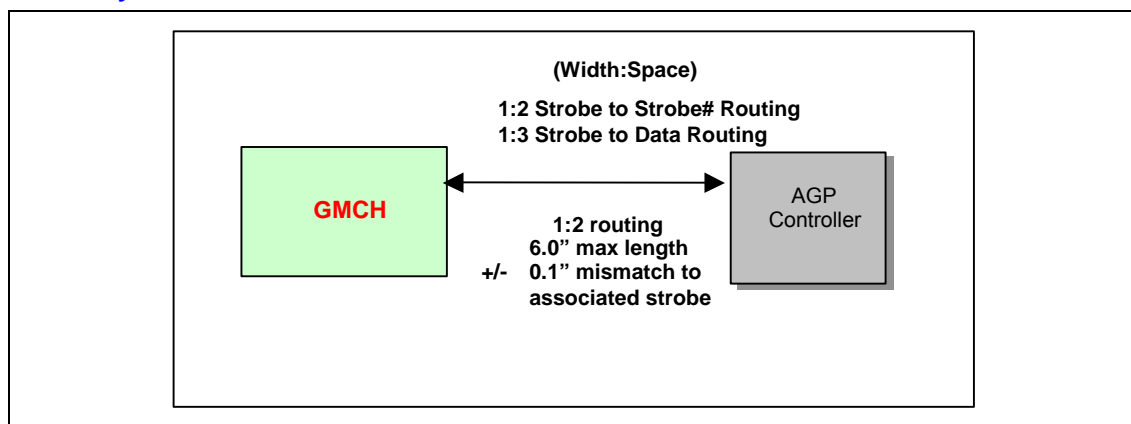 (Width:Space)
1:2 Strobe to Strobe# Routing
1:3 Strobe to Data Routing
GMCH
AGP
Controller
1:2 routing
6.0” max length
+/- 0.1” mismatch to
associated strobe